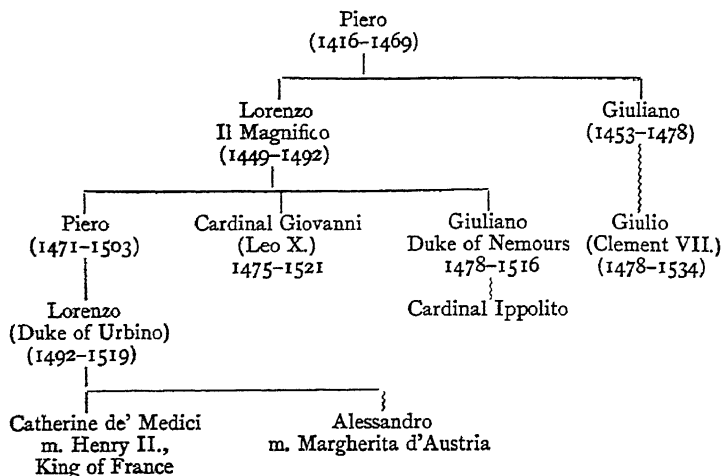 Piero
(1416–1469)
Lorenzo
Il Magnifico
(1449–1492)
Giuliano
(1453–1478)
Piero
(1471–1503)
Cardinal Giovanni
(Leo X.)
1475–1521
Giuliano
Duke of Nemours
1478–1516
Giulio
(Clement VII.)
(1478–1534)
Cardinal Ippolito
Lorenzo
(Duke of Urbino)
(1492–1519)
Catherine de' Medici
m. Henry II.,
King of France
Alessandro
m. Margherita d'Austria